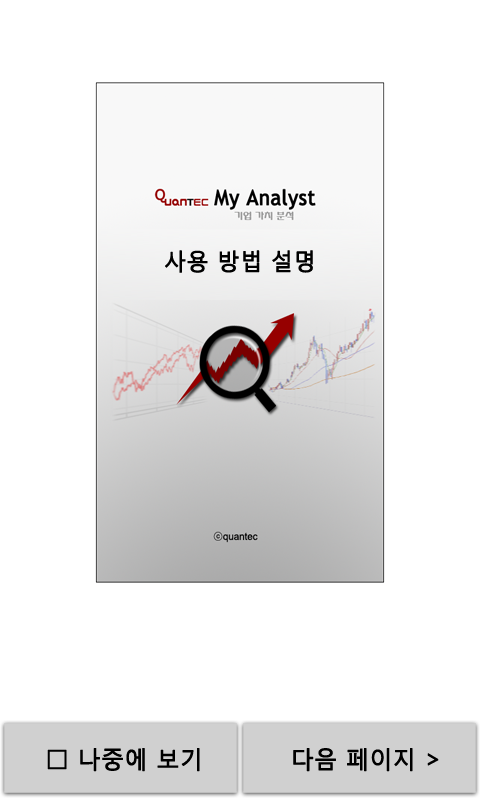 QUANTEC My Analyst
기업 가치 분석
사용 방법 설명
ⓒquantec
□ 나중에 보기
다음 페이지 >